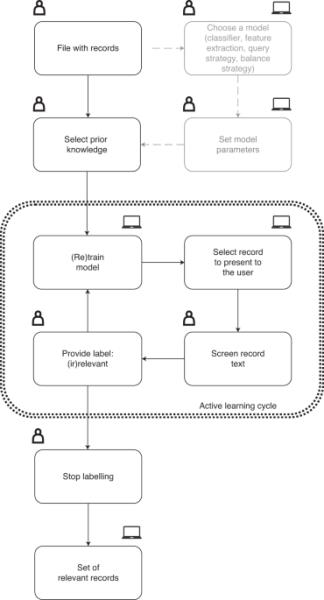 File with records
Choose a model
(classifier, feature
extraction, query
strategy, balance
strategy)
Select prior
knowledge
Set model
parameters
(Re)train
model
Select record
to present to
the user
Provide label:
(ir)relevant
Screen record
text
Active learning cycle
Stop labelling
Set of
relevant records